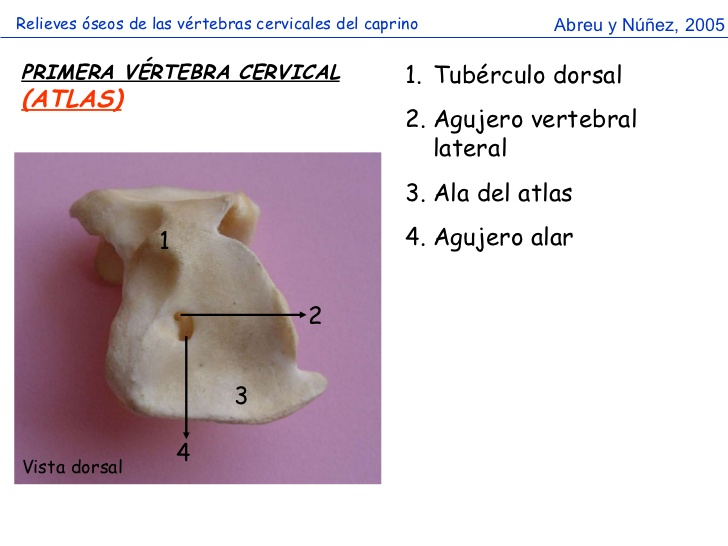 Relieves óseos de las vértebras cervicales del caprino
Abreu y Núñez, 2005
PRIMERA VÉRTEBRA CERVICAL
(ATLAS)
1. Tubérculo dorsal
2. Agujero vertebral
lateral
3. Ala del atlas
4. Agujero alar
1
2
3
4
Vista dorsal